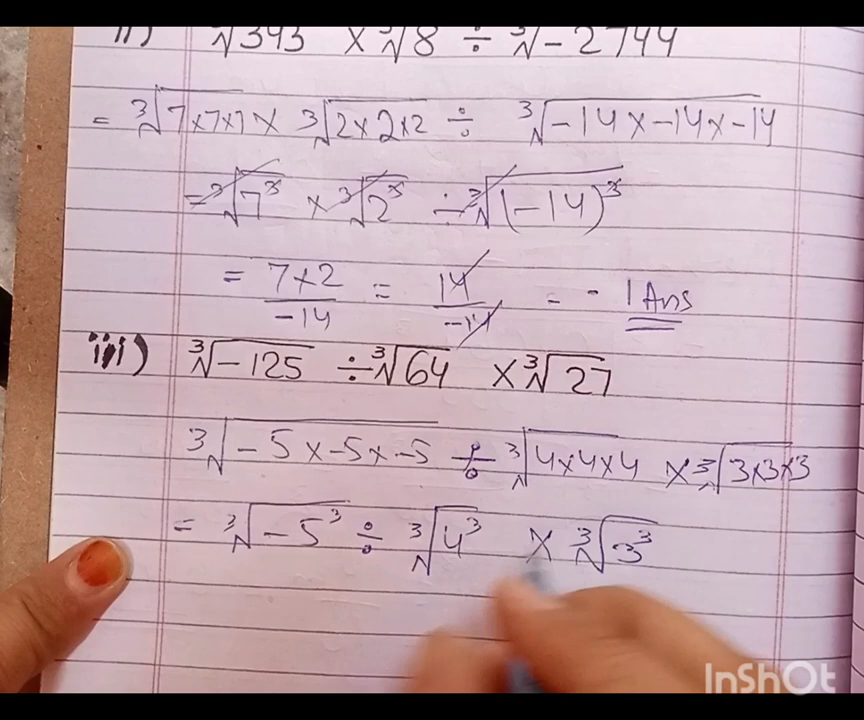 ii) ∛343 × ∛8 ÷ ∛-2744
= ∛7×7×7 × ∛2×2×2 ÷ ∛-14×-14×-14
= ∛7³ × ∛2³ ÷ ∛(-14)³
= 7×2/-14 = 14/-14 = -1 Ans
iii) ∛-125 ÷ ∛64 × ∛27
∛-5×-5×-5 ÷ ∛4×4×4 × ∛3×3×3
= ∛-5³ ÷ ∛4³ × ∛3³
InShOt